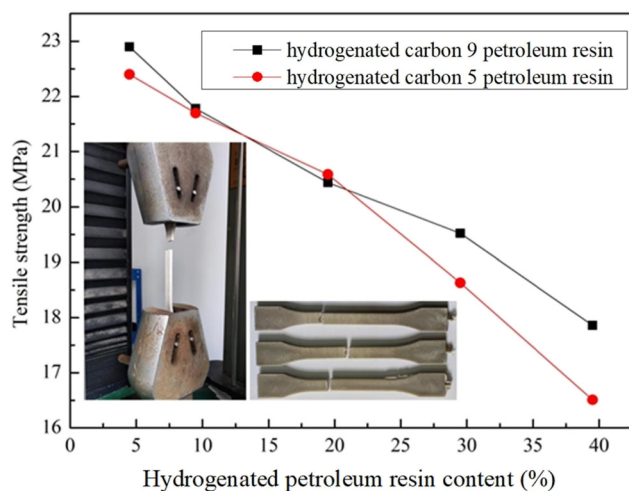 hydrogenated carbon 9 petroleum resin
hydrogenated carbon 5 petroleum resin
Tensile strength (MPa)
23
22
21
20
19
18
17
16
0 5 10 15 20 25 30 35 40
Hydrogenated petroleum resin content (%)